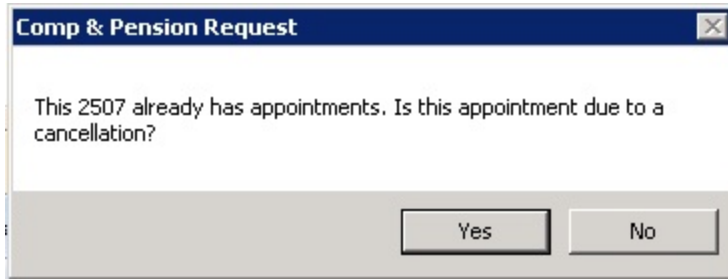 Comp & Pension Request
This 2507 already has appointments. Is this appointment due to a
cancellation?
Yes No